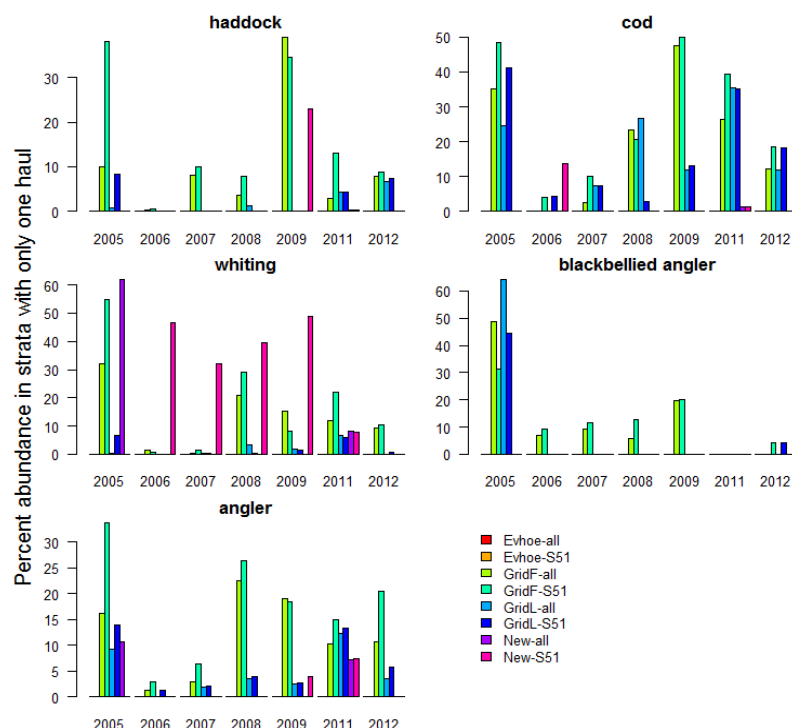 haddock
30
20
10
0
2005 2006 2007 2008 2009 2011 2012
cod
50
40
30
20
10
0
2005 2006 2007 2008 2009 2011 2012
whiting
60
50
40
30
20
10
0
2005 2006 2007 2008 2009 2011 2012
blackbellied angler
60
50
40
30
20
10
0
2005 2006 2007 2008 2009 2011 2012
angler
30
25
20
15
10
5
0
2005 2006 2007 2008 2009 2011 2012
Percent abundance in strata with only one haul
Evhoe-all
Evhoe-S51
GridF-all
GridF-S51
GridL-all
GridL-S51
New-all
New-S51